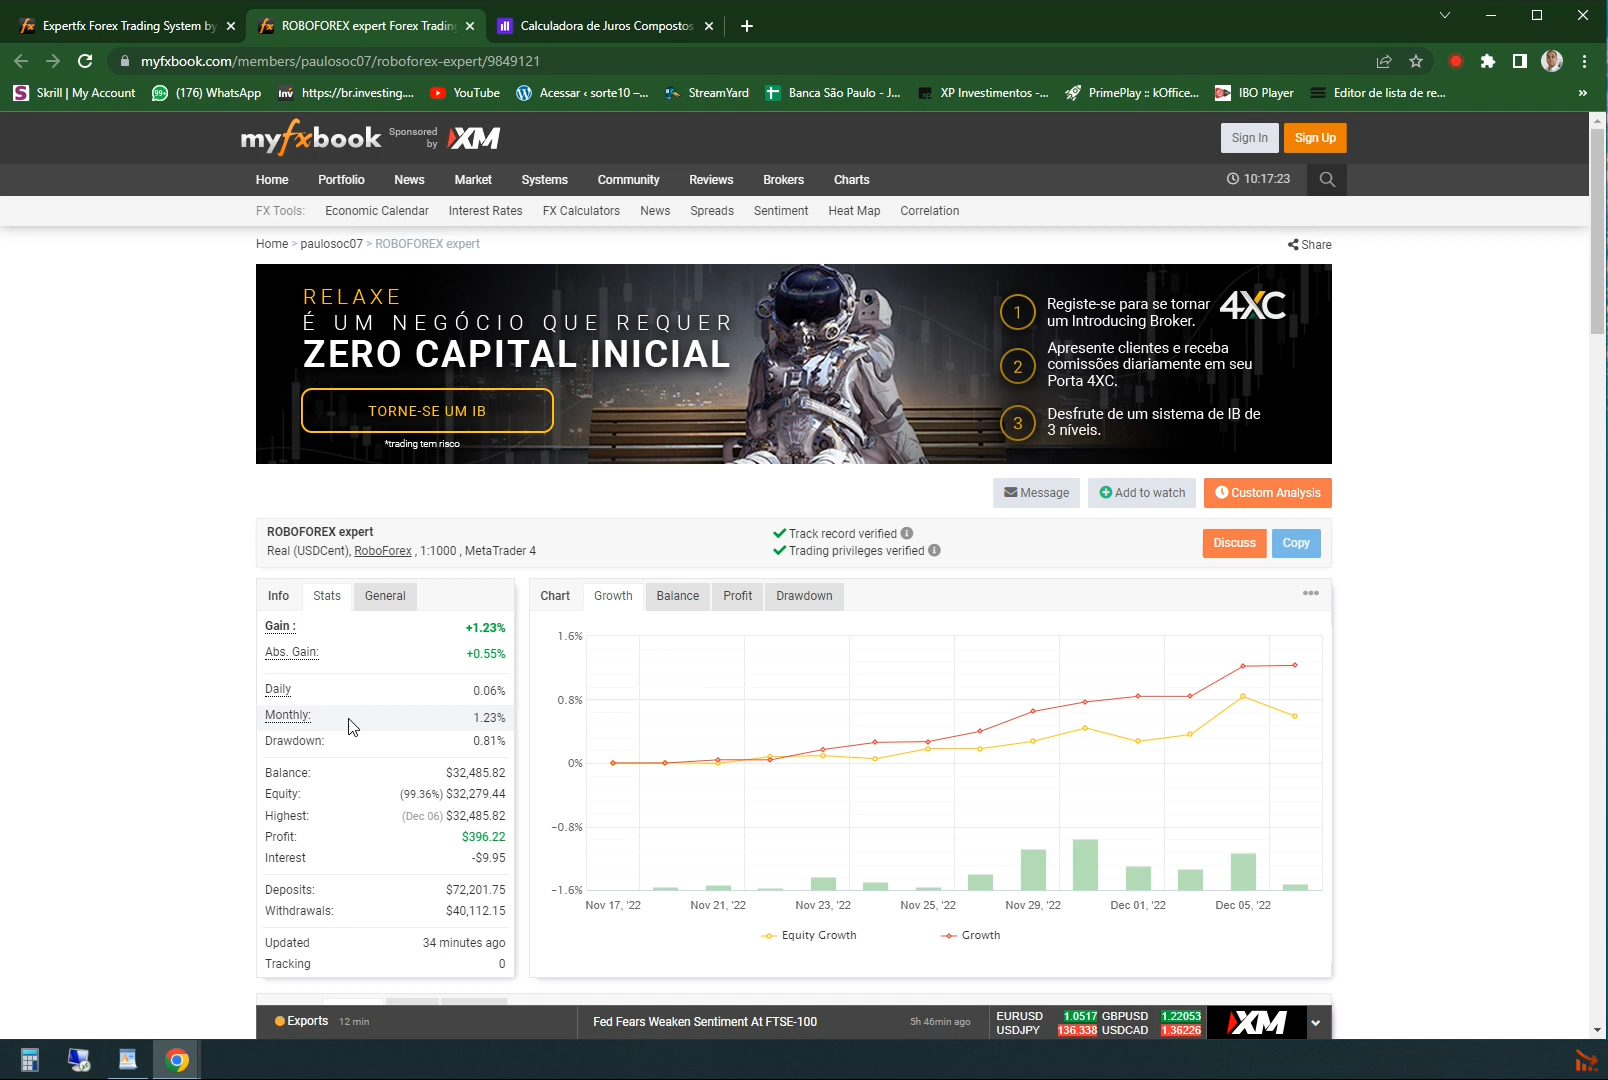 Expertfx Forex Trading System by
ROBOFOREX expert Forex Trading
Calculadora de Juros Compostos
myfxbook.com/members/paulosoc07/roboforex-expert/9849121
Skrill | My Account
(176) WhatsApp
inv https://br.investing....
YouTube
Acessar ‹ sorte10 –...
StreamYard
Banca São Paulo - J...
XP Investimentos -...
PrimePlay :: kOffice...
IBO Player
Editor de lista de re...
»
myfxbook Sponsored by XM
Sign In
Sign Up
Home Portfolio News Market Systems Community Reviews Brokers Charts
10:17:23
FX Tools: Economic Calendar Interest Rates FX Calculators News Spreads Sentiment Heat Map Correlation
Home > paulosoc07 > ROBOFOREX expert
Share
RELAXE
É UM NEGÓCIO QUE REQUER
ZERO CAPITAL INICIAL
TORNE-SE UM IB
*trading tem risco
1 Registe-se para se tornar
um Introducing Broker.
4XC
2 Apresente clientes e receba
comissões diariamente em seu
Porta 4XC.
3 Desfrute de um sistema de IB de
3 níveis.
Message
Add to watch
Custom Analysis
ROBOFOREX expert
Real (USDCent), RoboForex , 1:1000 , MetaTrader 4
Track record verified
Trading privileges verified
Discuss
Copy
Info Stats General
Gain : +1.23%
Abs. Gain: +0.55%
Daily 0.06%
Monthly: 1.23%
Drawdown: 0.81%
Balance: $32,485.82
Equity: (99.36%) $32,279.44
Highest: (Dec 06) $32,485.82
Profit: $396.22
Interest -$9.95
Deposits: $72,201.75
Withdrawals: $40,112.15
Updated 34 minutes ago
Tracking 0
Chart Growth Balance Profit Drawdown
1.6%
0.8%
0%
-0.8%
-1.6%
Nov 17, '22 Nov 21, '22 Nov 23, '22 Nov 25, '22 Nov 29, '22 Dec 01, '22 Dec 05, '22
Equity Growth Growth
Exports 12 min
Fed Fears Weaken Sentiment At FTSE-100
5h 46min ago
EURUSD 1.0517 GBPUSD 1.22053
USDJPY 136.338 USDCAD 1.36226
XM